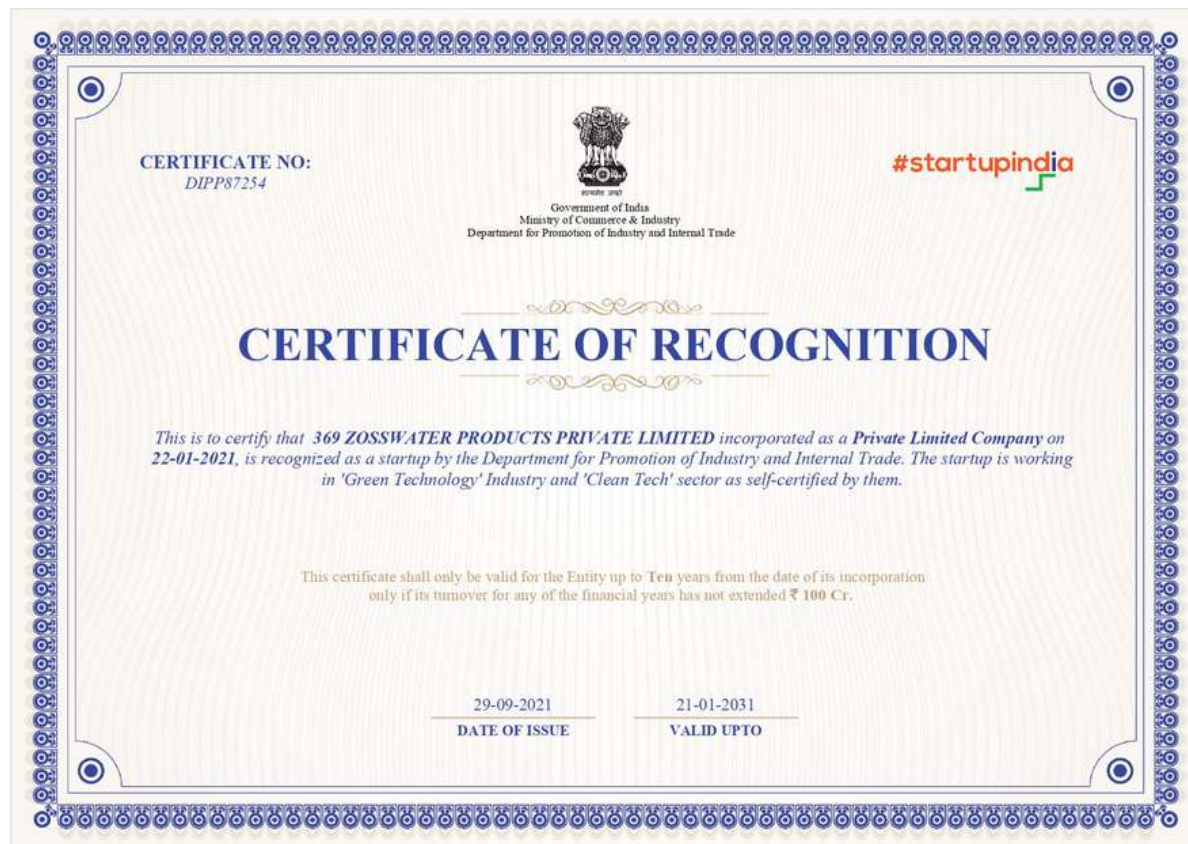 CERTIFICATE NO:
DIPP87254
#startupindia
सत्यमेव जयते
Government of India
Ministry of Commerce & Industry
Department for Promotion of Industry and Internal Trade
CERTIFICATE OF RECOGNITION
This is to certify that 369 ZOSSWATER PRODUCTS PRIVATE LIMITED incorporated as a Private Limited Company on
22-01-2021, is recognized as a startup by the Department for Promotion of Industry and Internal Trade. The startup is working
in 'Green Technology' Industry and 'Clean Tech' sector as self-certified by them.
This certificate shall only be valid for the Entity up to Ten years from the date of its incorporation
only if its turnover for any of the financial years has not extended ₹ 100 Cr.
29-09-2021
DATE OF ISSUE
21-01-2031
VALID UPTO